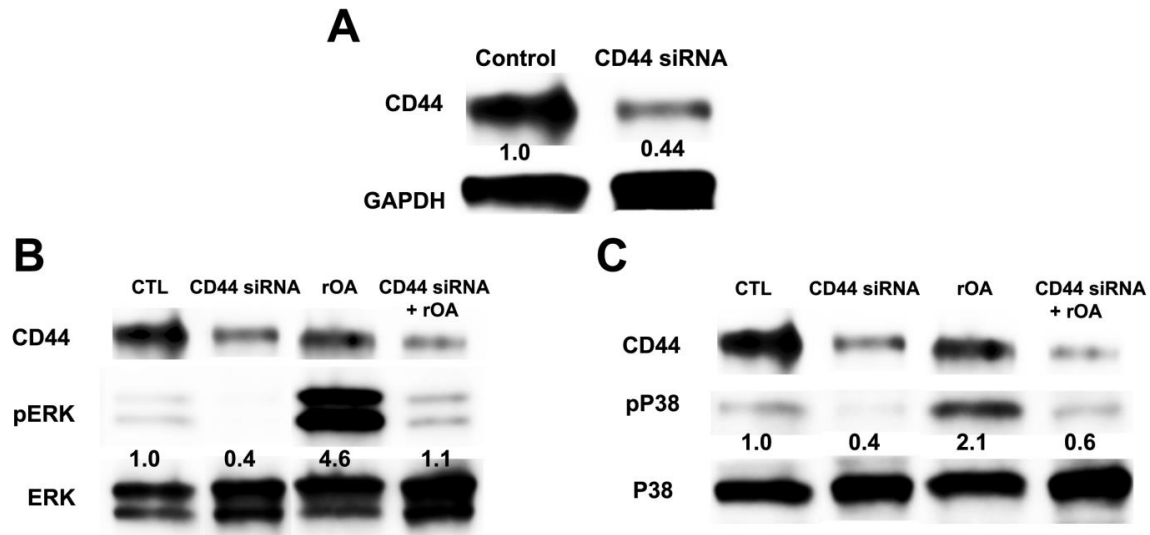 A
Control CD44 siRNA
CD44
1.0 0.44
GAPDH
B
CTL CD44 siRNA rOA CD44 siRNA
+ rOA
CD44
pERK
1.0 0.4 4.6 1.1
ERK
C
CTL CD44 siRNA rOA CD44 siRNA
+ rOA
CD44
pP38
1.0 0.4 2.1 0.6
P38